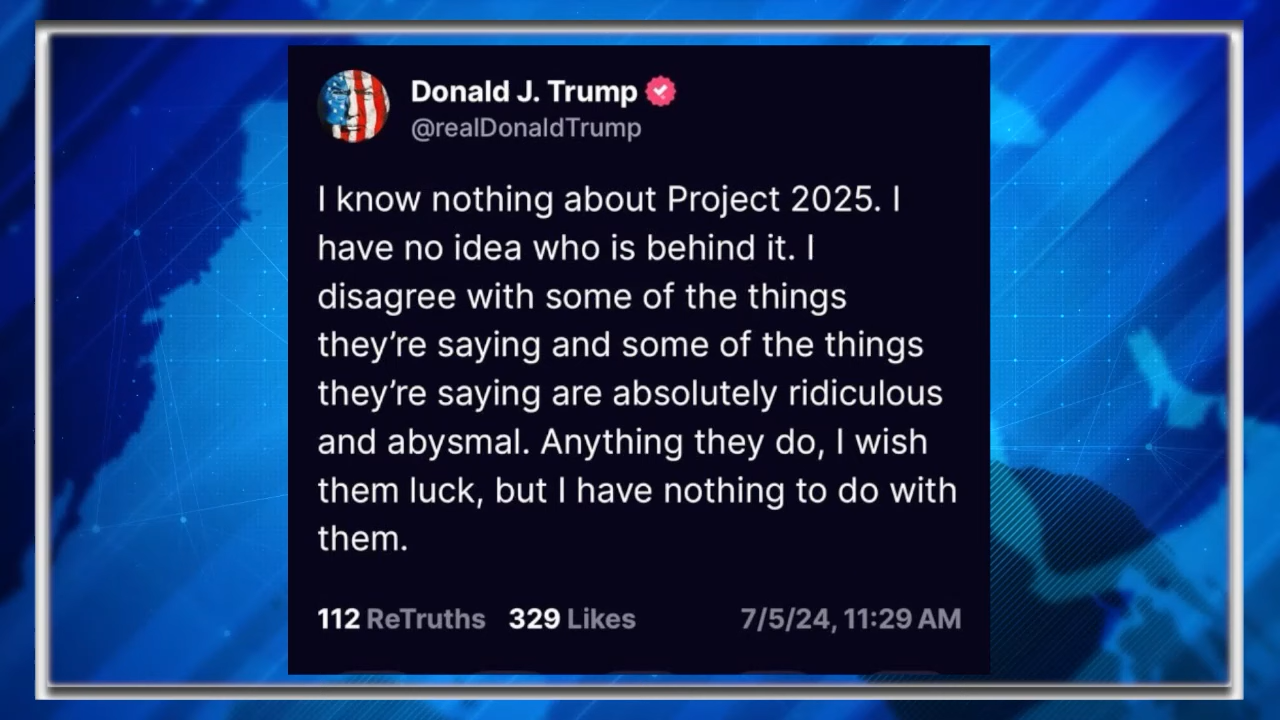 Donald J. Trump
@realDonaldTrump
I know nothing about Project 2025. I
have no idea who is behind it. I
disagree with some of the things
they’re saying and some of the things
they’re saying are absolutely ridiculous
and abysmal. Anything they do, I wish
them luck, but I have nothing to do with
them.
112 ReTruths 329 Likes 7/5/24, 11:29 AM